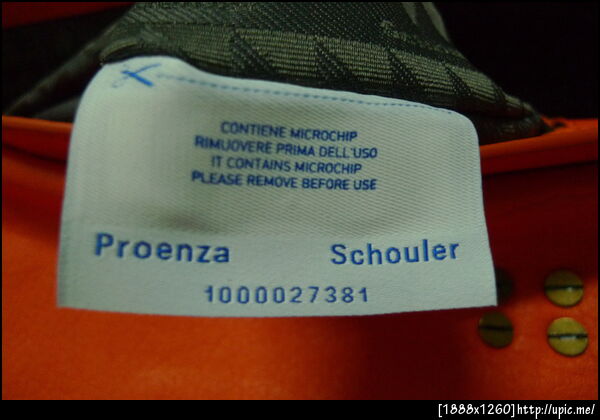 CONTIENE MICROCHIP
RIMUOVERE PRIMA DELL'USO
IT CONTAINS MICROCHIP
PLEASE REMOVE BEFORE USE
Proenza Schouler
1000027381
[1888x1260]http://upic.me/